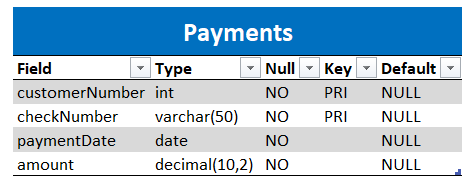 Payments
Field Type Null Key Default
customerNumber int NO PRI NULL
checkNumber varchar(50) NO PRI NULL
paymentDate date NO NULL
amount decimal(10,2) NO NULL